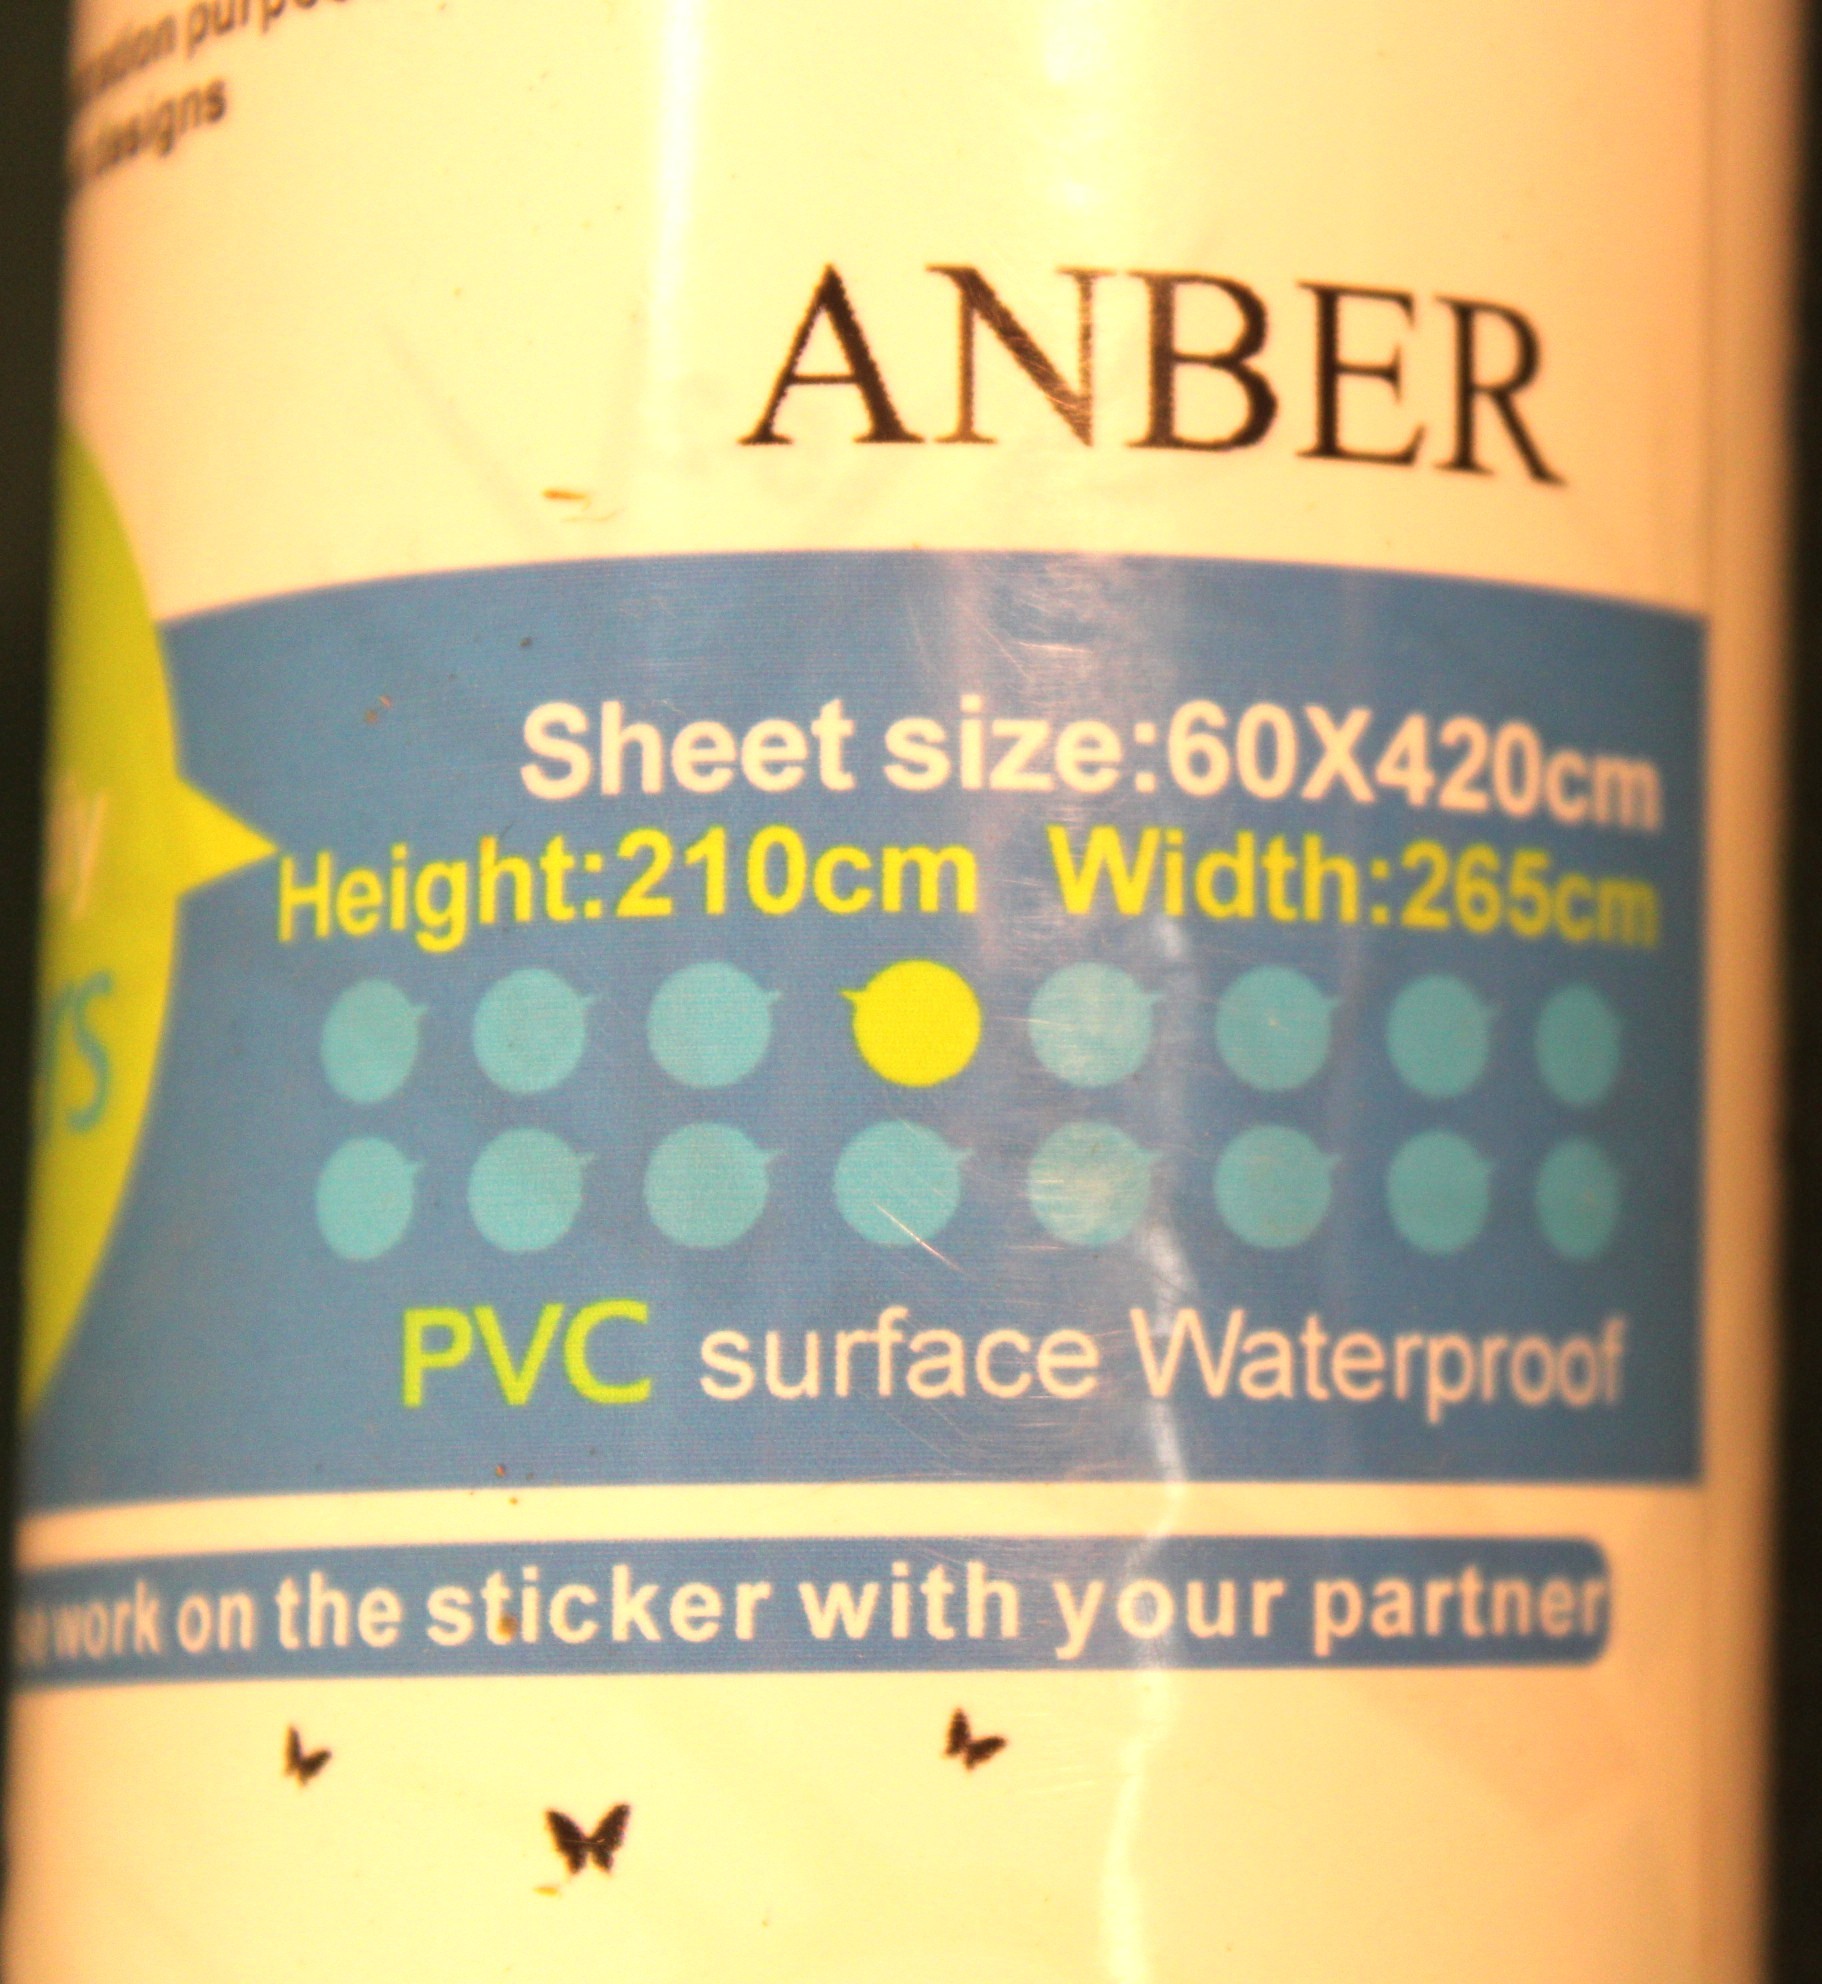 purpose
designs
ANBER
Sheet size:60X420cm
Height:210cm Width:265cm
PVC surface Waterproof
work on the sticker with your partner